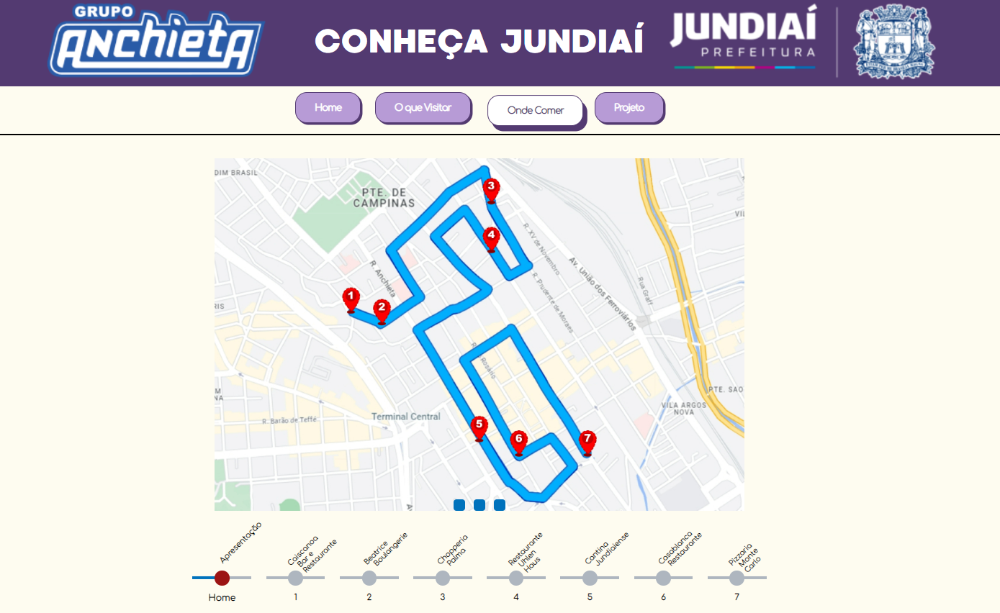 GRUPO
ANCHIETA
CONHEÇA JUNDIAÍ
JUNDIAÍ
PREFEITURA
Home
O que Visitar
Onde Comer
Projeto
DIM BRASIL
PTE. DE
CAMPINAS
3
4
R. XV de Novembro
Av. União dos Ferroviários
R. Anchieta
R. Prudente de Moraes
Rua Graff
1
2
RIS
VIL
Rosário
PTE. SAO
VILA ARGOS
NOVA
M
NA
R. Barão de Teffé
Terminal Central
5
6
7
Apresentação
Caiscanoa
Bar e
Restaurante
Beatrice
Boulangerie
Chopperia
Palma
Restaurante
Uhlen
Haus
Cantina
Jundiaiense
Casablanca
Restaurante
Pizzaria
Monte
Carlo
Home
1
2
3
4
5
6
7